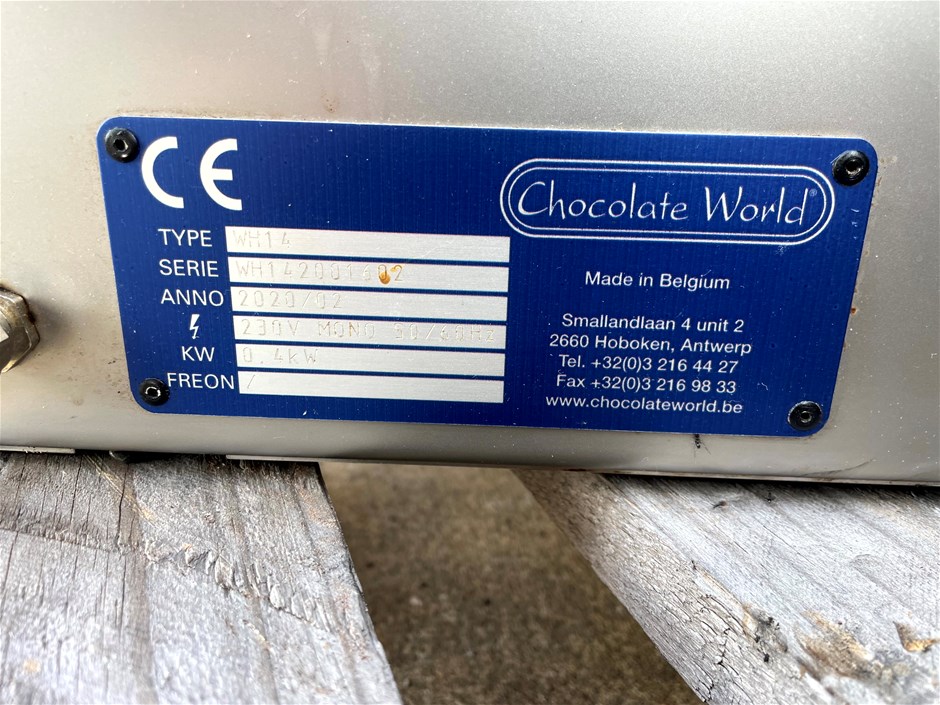 CE
Chocolate World®
TYPE WH14
SERIE WH142001602
ANNO 2020/02
230V MONO 50/60Hz
KW 0.4kW
FREON /
Made in Belgium
Smallandlaan 4 unit 2
2660 Hoboken, Antwerp
Tel. +32(0)3 216 44 27
Fax +32(0)3 216 98 33
www.chocolateworld.be